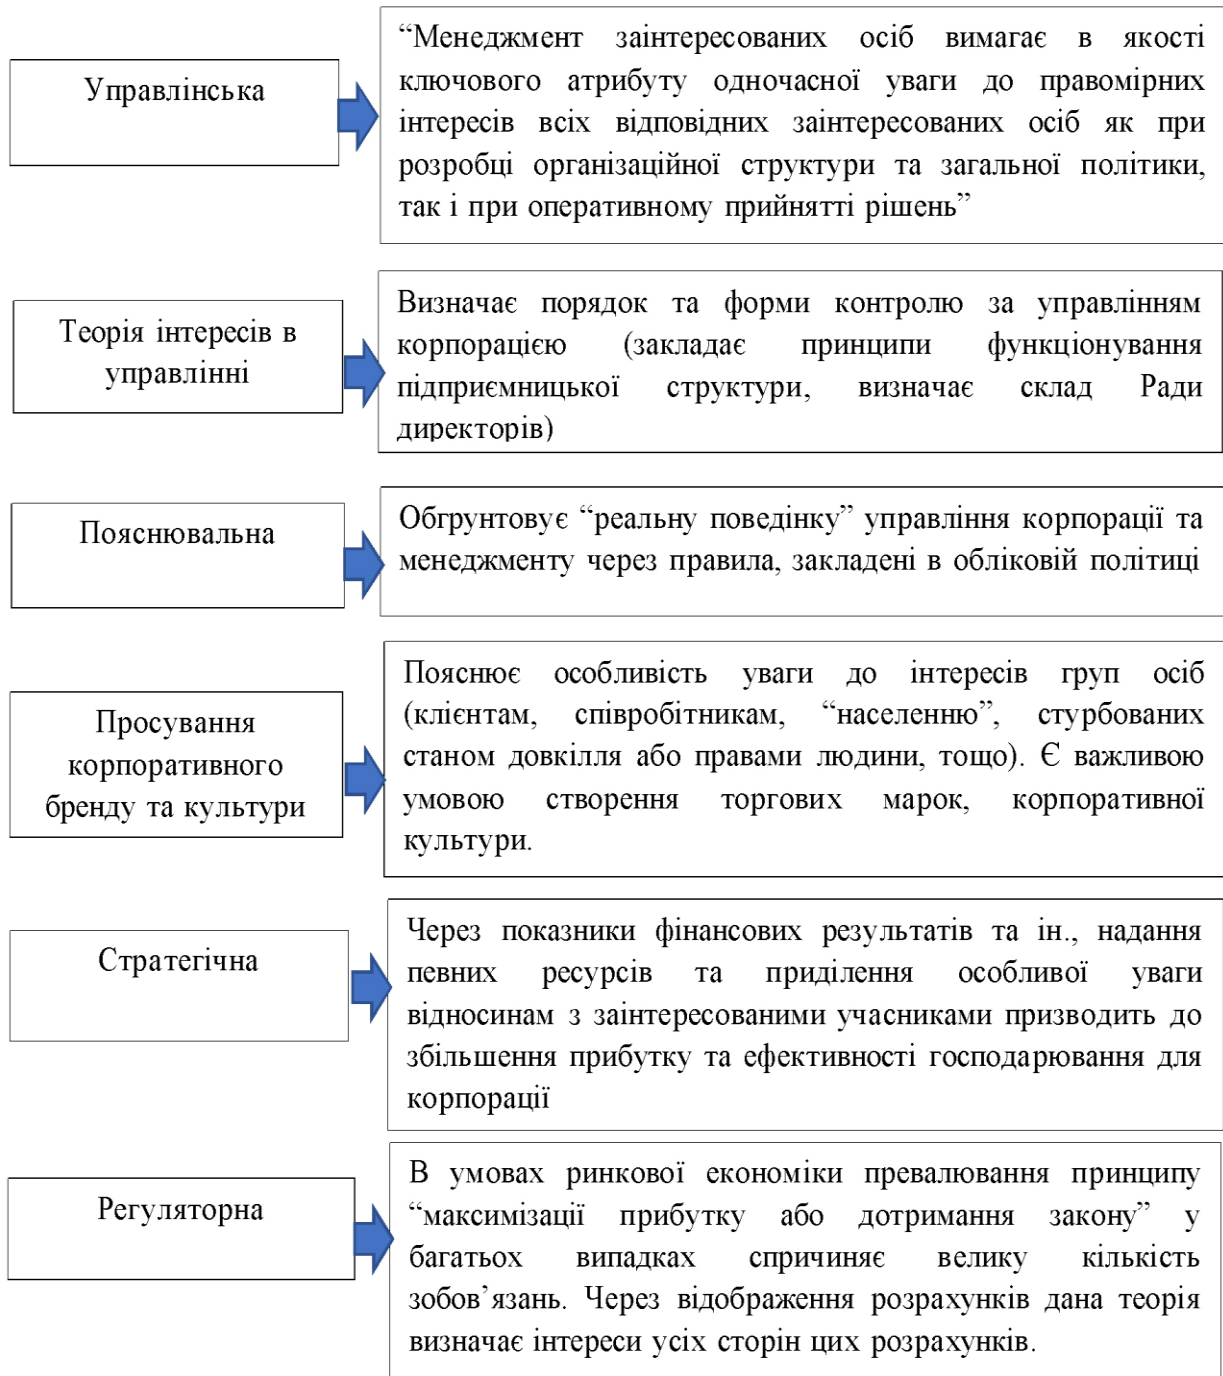 Управлінська
“Менеджмент заінтересованих осіб вимагає в якості
ключового атрибуту одночасної уваги до правомірних
інтересів всіх відповідних заінтересованих осіб як при
розробці організаційної структури та загальної політики,
так і при оперативному прийнятті рішень”
Теорія інтересів в
управлінні
Визначає порядок та форми контролю за управлінням
корпорацією (закладає принципи функціонування
підприємницької структури, визначає склад Ради
директорів)
Пояснювальна
Обгрунтовує “реальну поведінку” управління корпорації та
менеджменту через правила, закладені в обліковій політиці
Просування
корпоративного
бренду та культури
Пояснює особливість уваги до інтересів груп осіб
(клієнтам, співробітникам, “населенню”, стурбованих
станом довкілля або правами людини, тощо). Є важливою
умовою створення торгових марок, корпоративної
культури.
Стратегічна
Через показники фінансових результатів та ін., надання
певних ресурсів та приділення особливої уваги
відносинам з заінтересованими учасниками призводить до
збільшення прибутку та ефективності господарювання для
корпорації
Регуляторна
В умовах ринкової економіки превалювання принципу
“максимізації прибутку або дотримання закону” у
багатьох випадках спричиняє велику кількість
зобов’язань. Через відображення розрахунків дана теорія
визначає інтереси усіх сторін цих розрахунків.